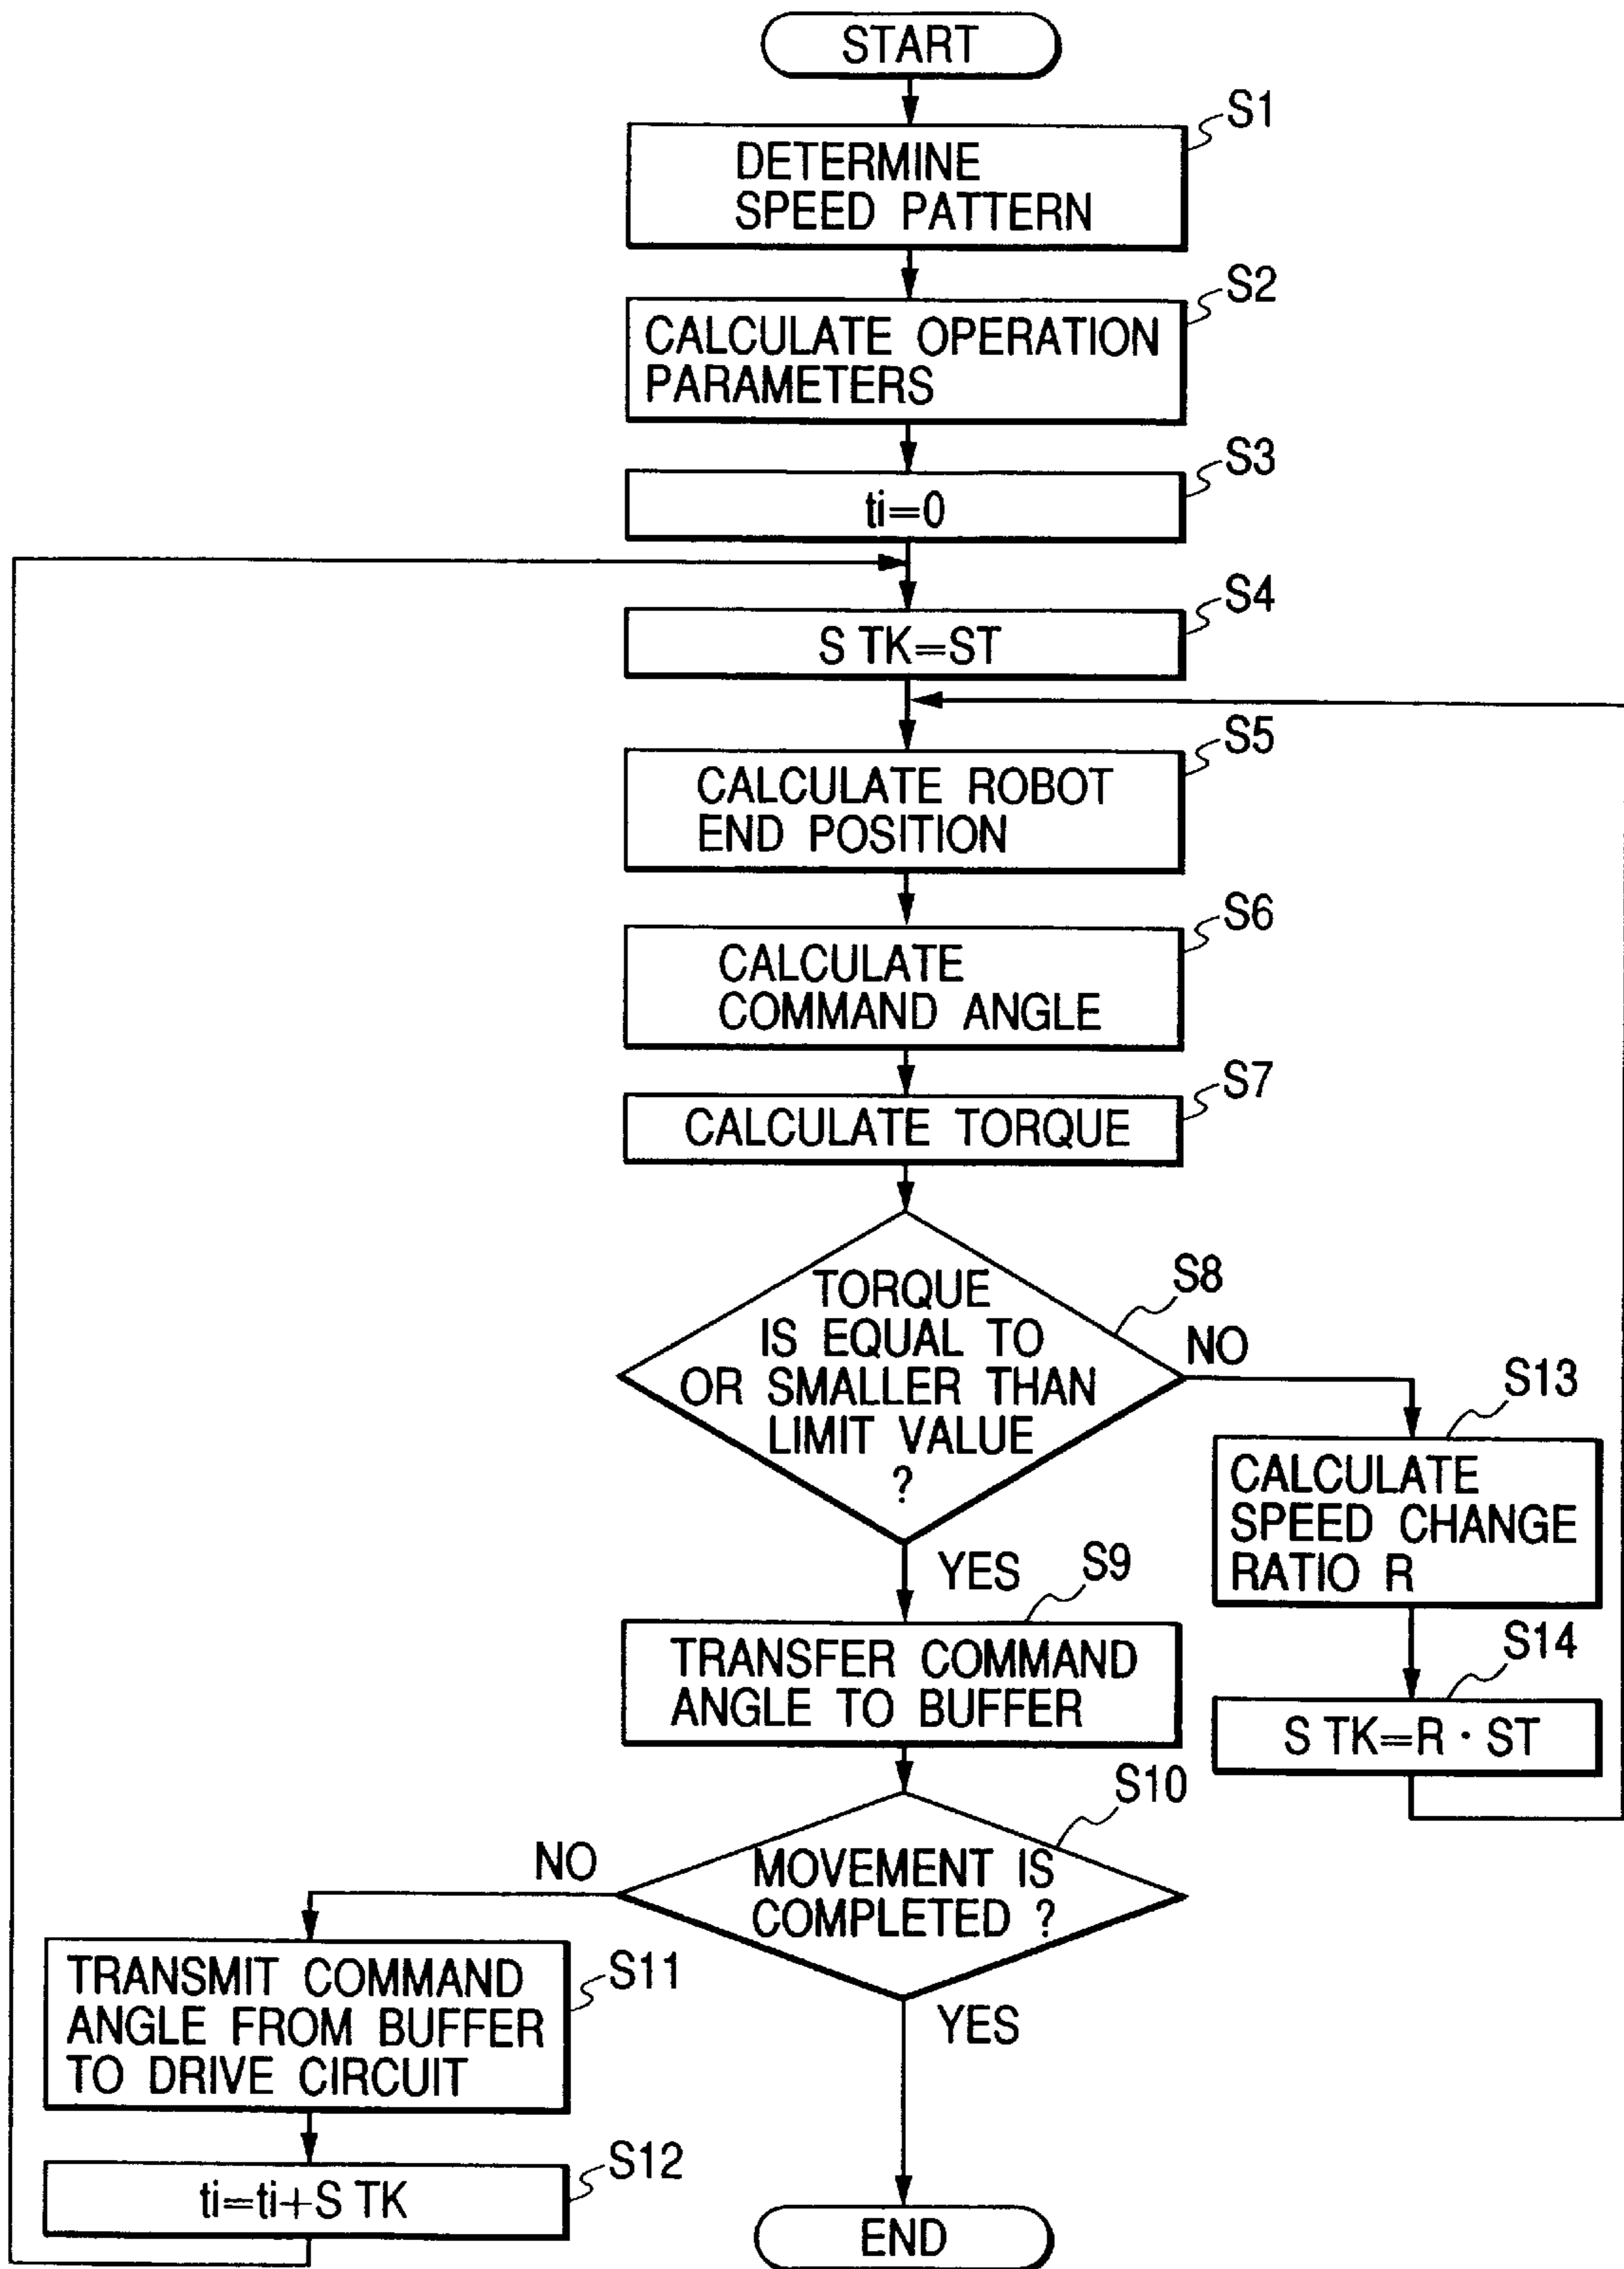 START
S1
DETERMINE
SPEED PATTERN
S2
CALCULATE OPERATION
PARAMETERS
S3
ti=0
S4
S TK=ST
S5
CALCULATE ROBOT
END POSITION
S6
CALCULATE
COMMAND ANGLE
S7
CALCULATE TORQUE
S8
TORQUE
IS EQUAL TO
OR SMALLER THAN
LIMIT VALUE
?
NO
YES
S13
CALCULATE
SPEED CHANGE
RATIO R
S14
S TK=R · ST
S9
TRANSFER COMMAND
ANGLE TO BUFFER
S10
MOVEMENT IS
COMPLETED ?
NO
YES
S11
TRANSMIT COMMAND
ANGLE FROM BUFFER
TO DRIVE CIRCUIT
S12
ti=ti+S TK
END